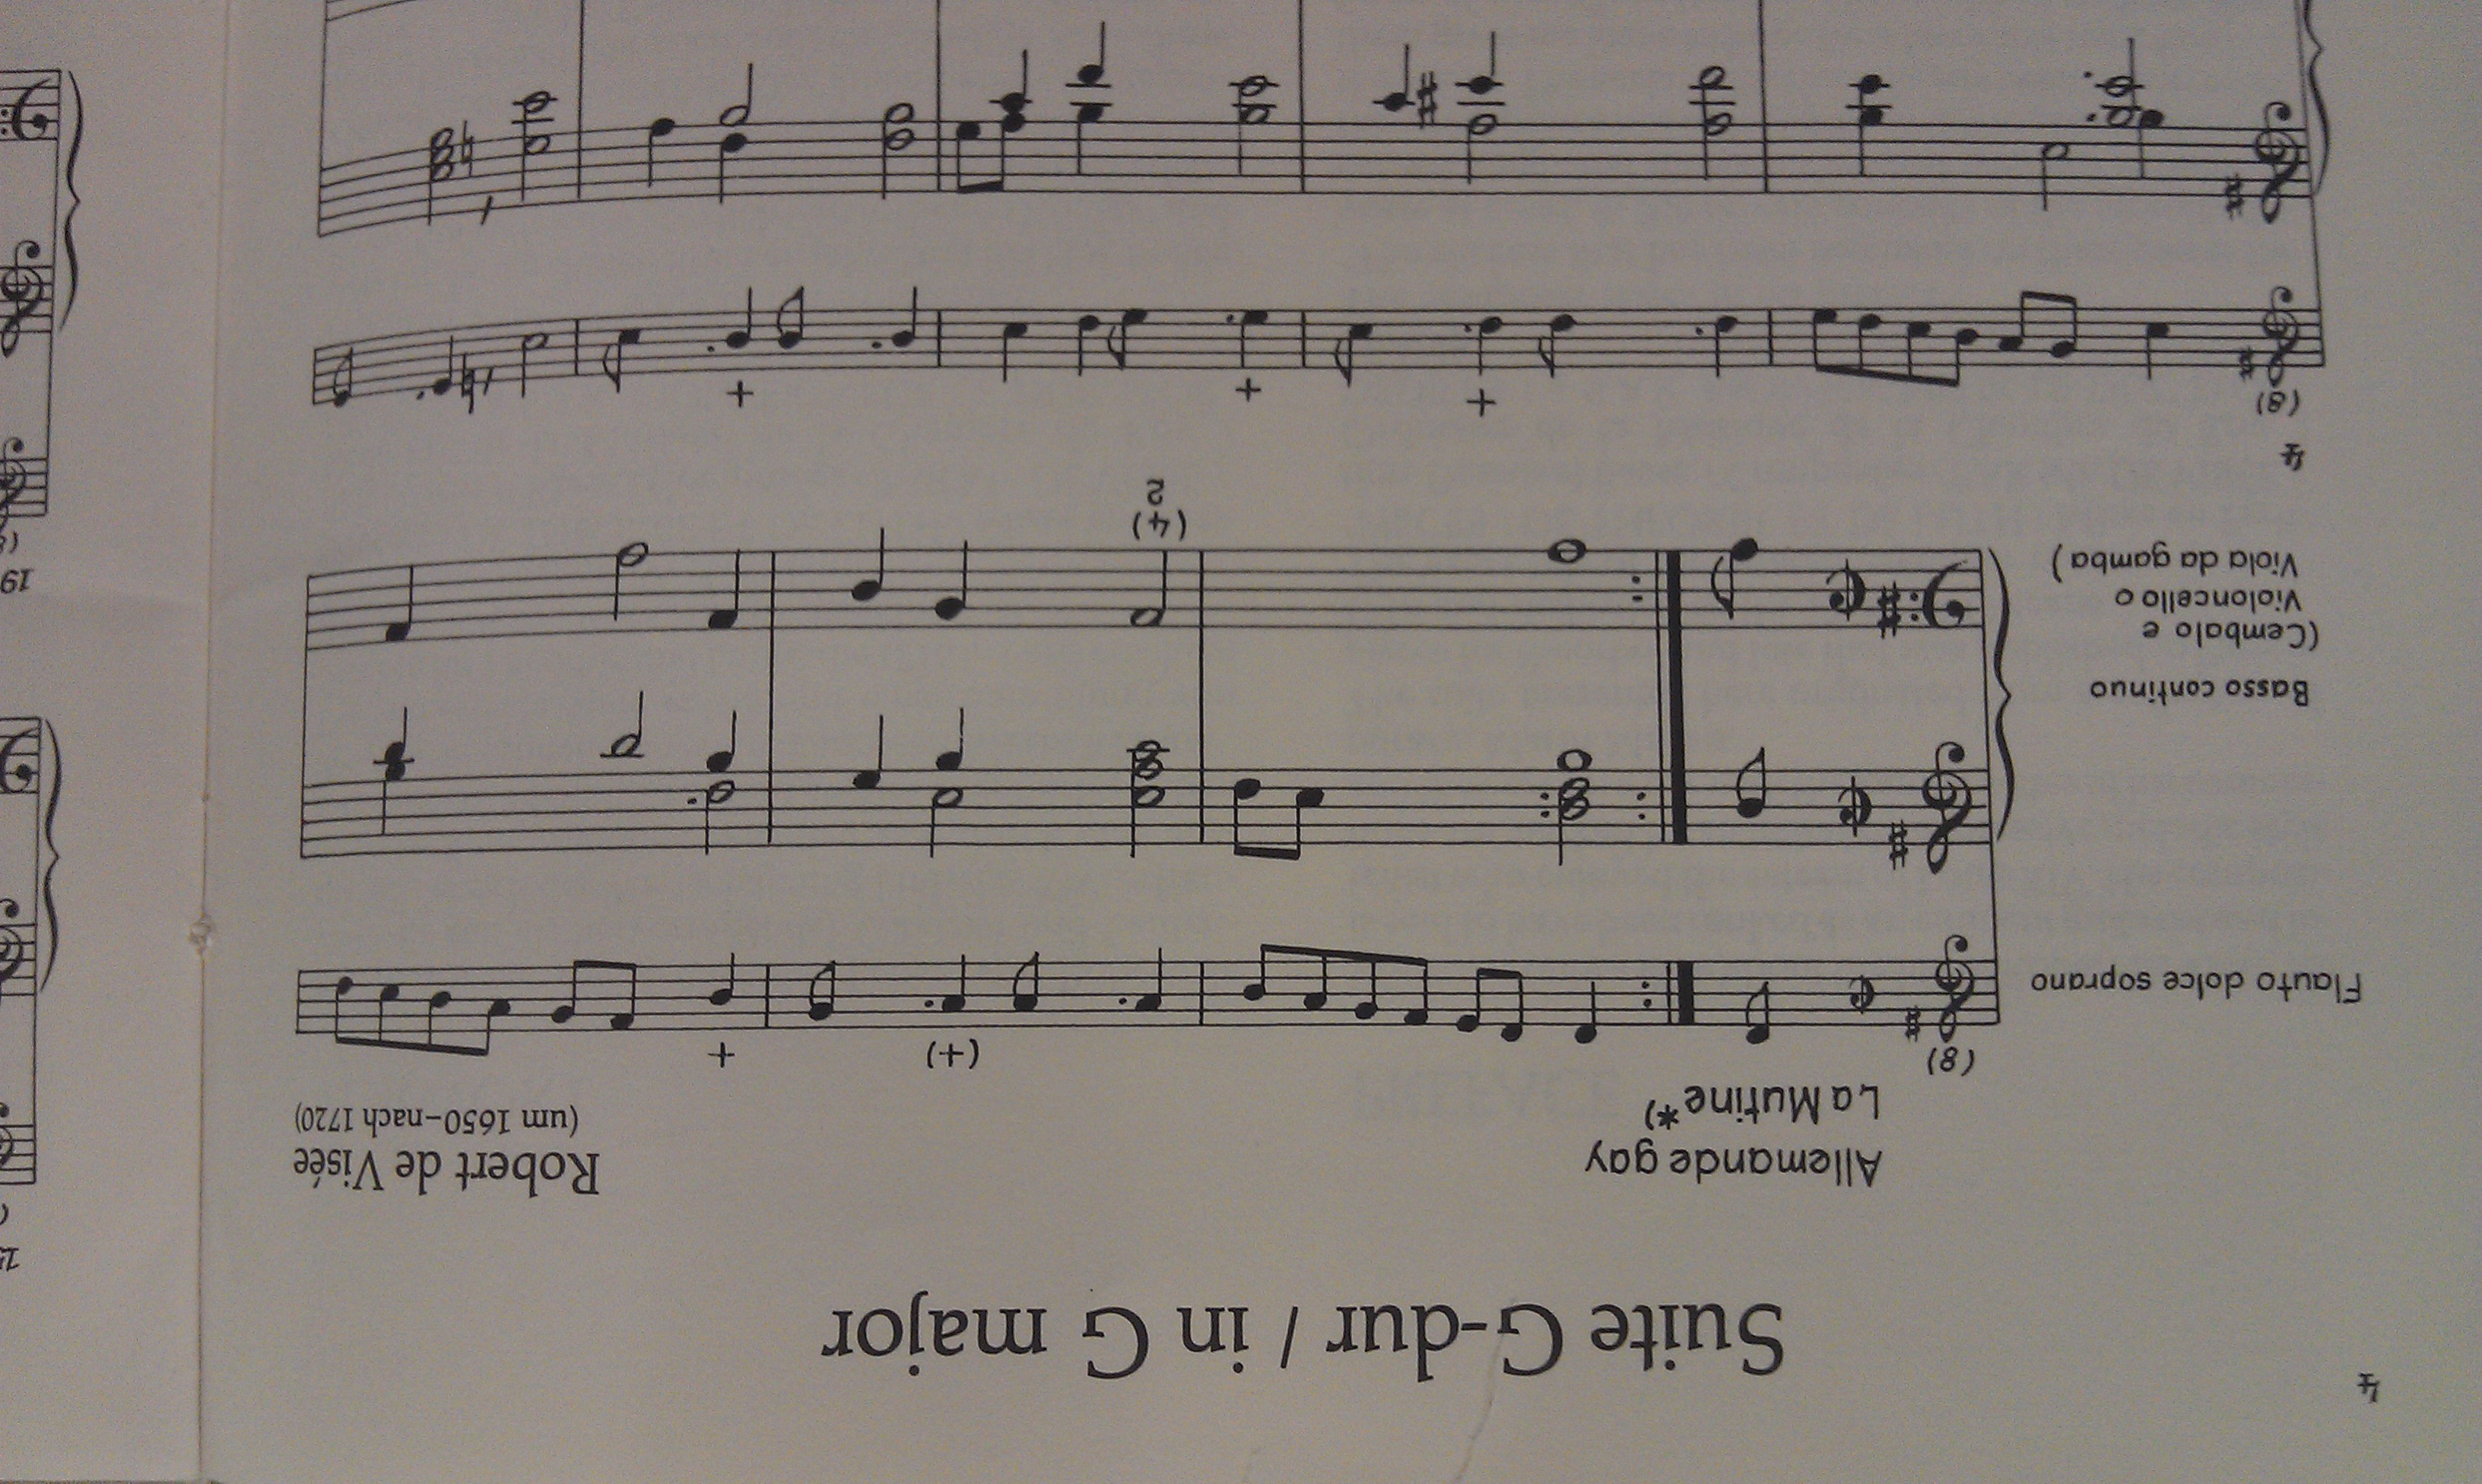 4
Suite G-dur / in G major
Allemande gay
La Mutine*)
Robert de Visée
(um 1650–nach 1720)
(8)
(+)
+
Flauto dolce soprano
Basso continuo
(Cembalo e
Violoncello o
Viola da gamba)
(4)
2
4
(8)
+
+
+
19